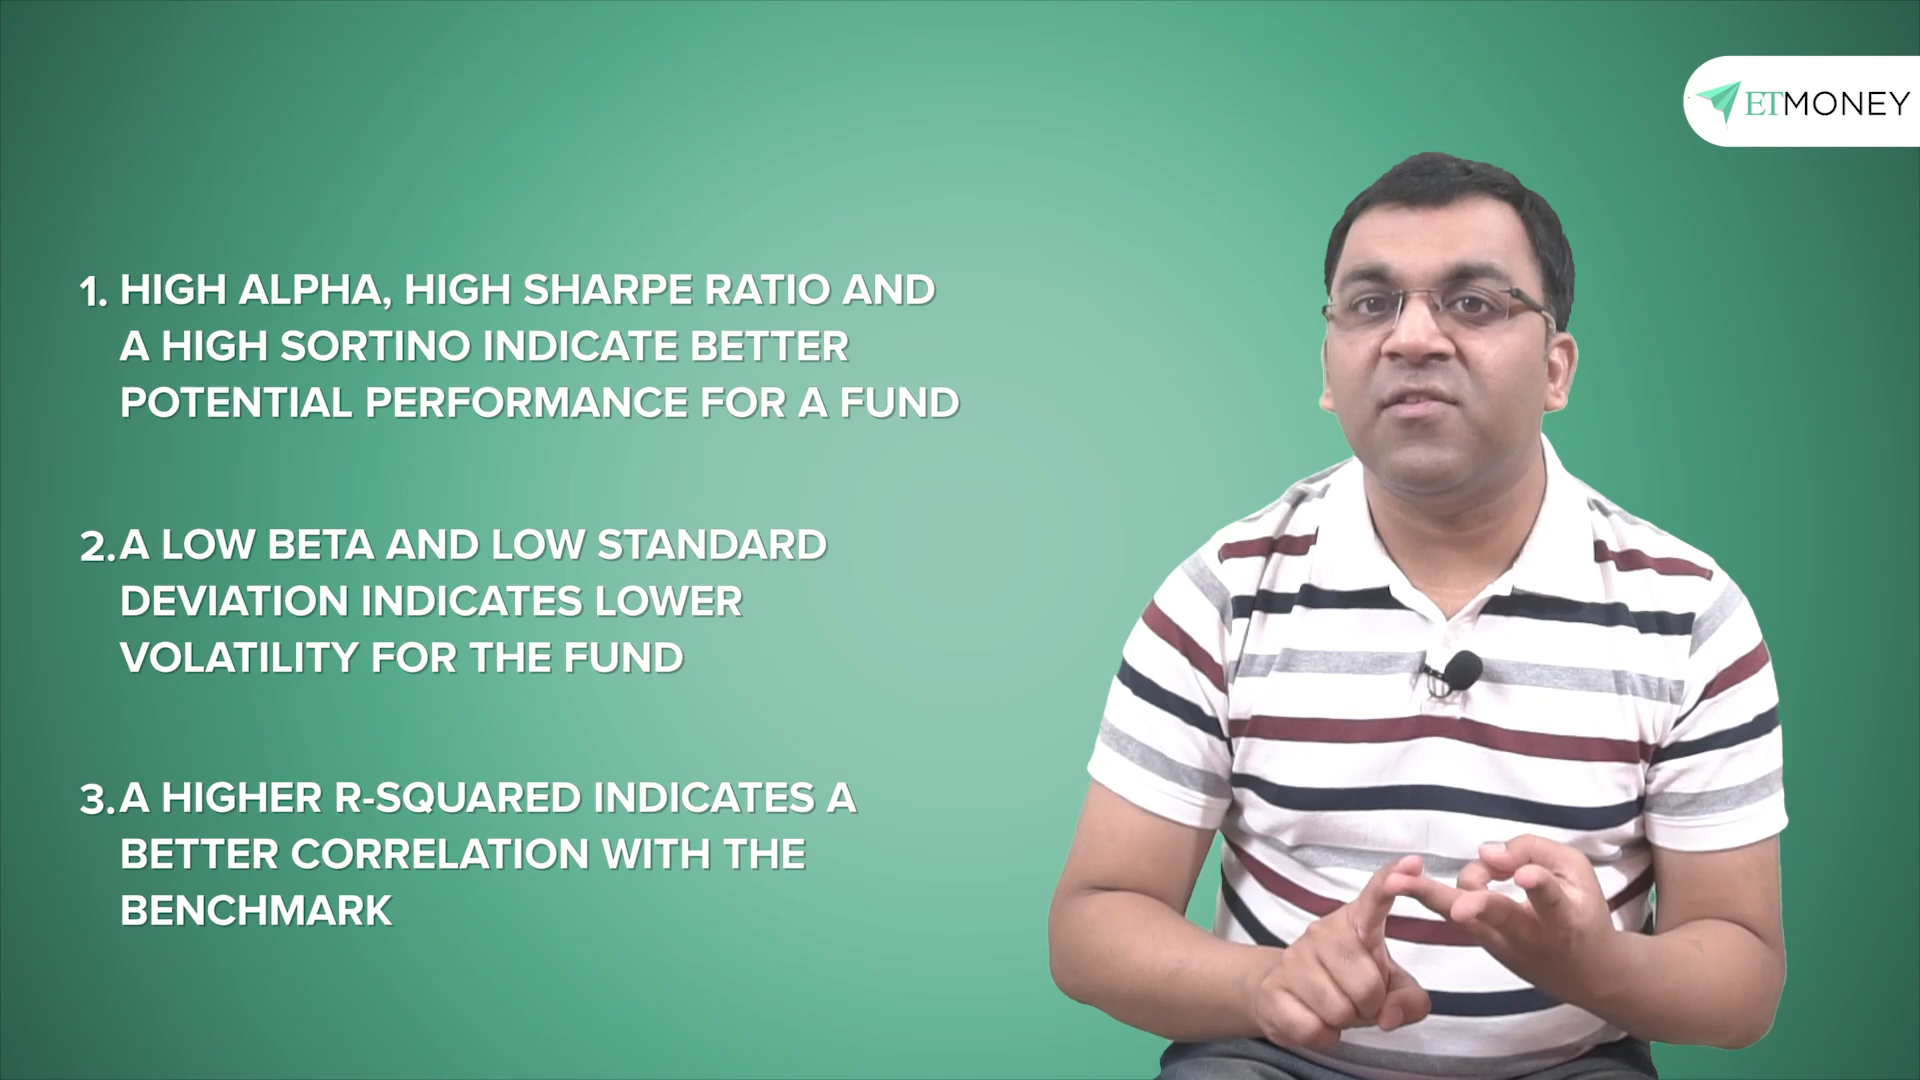 ETMONEY
1. HIGH ALPHA, HIGH SHARPE RATIO AND
A HIGH SORTINO INDICATE BETTER
POTENTIAL PERFORMANCE FOR A FUND
2. A LOW BETA AND LOW STANDARD
DEVIATION INDICATES LOWER
VOLATILITY FOR THE FUND
3. A HIGHER R-SQUARED INDICATES A
BETTER CORRELATION WITH THE
BENCHMARK